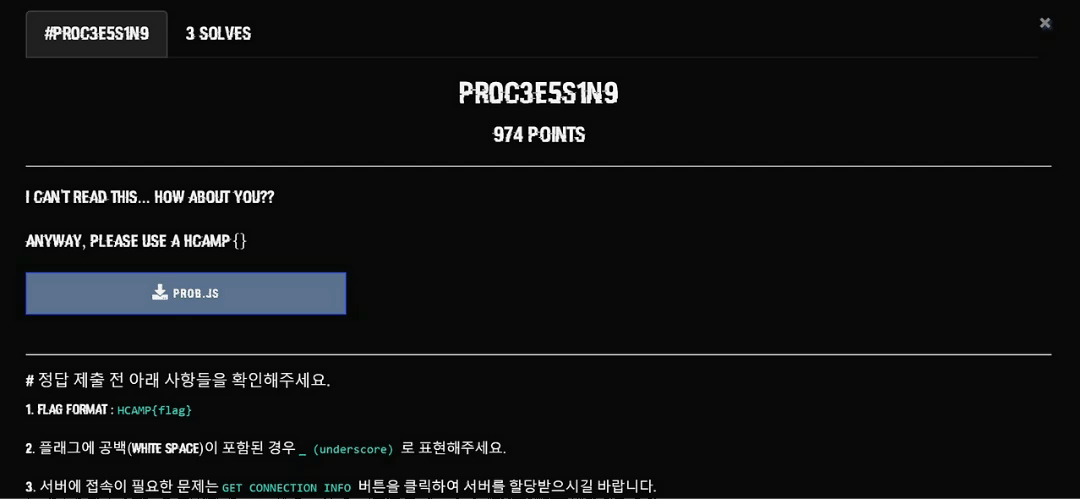 #PROC3E5S1N9 3 SOLVES ×
PROC3E5S1N9
974 POINTS
I CAN'T READ THIS... HOW ABOUT YOU??
ANYWAY, PLEASE USE A HCAMP{}
PROB.JS
# 정답 제출 전 아래 사항들을 확인해주세요.
1. FLAG FORMAT : HCAMP{flag}
2. 플래그에 공백(WHITE SPACE)이 포함된 경우 _ (underscore) 로 표현해주세요.
3. 서버에 접속이 필요한 문제는 GET CONNECTION INFO 버튼을 클릭하여 서버를 할당받으시길 바랍니다.